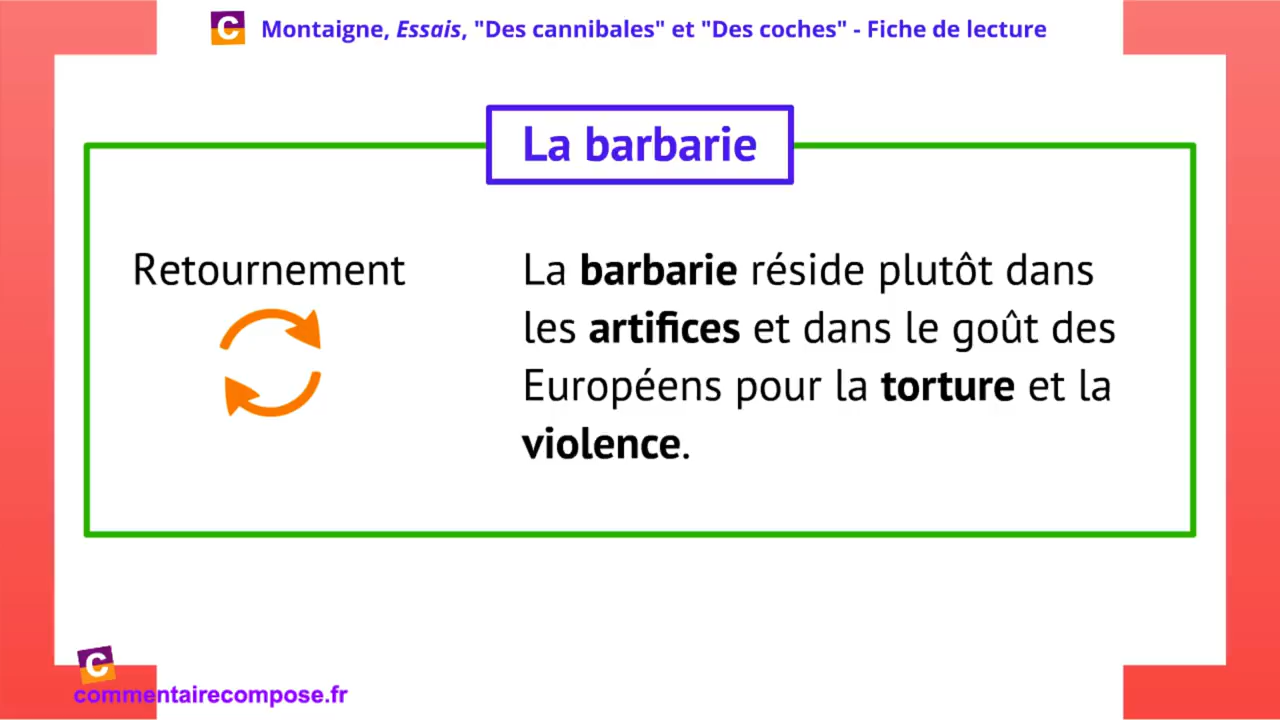 C
Montaigne, Essais, "Des cannibales" et "Des coches" - Fiche de lecture
La barbarie
Retournement
La barbarie réside plutôt dans
les artifices et dans le goût des
Européens pour la torture et la
violence.
C
commentairecompose.fr